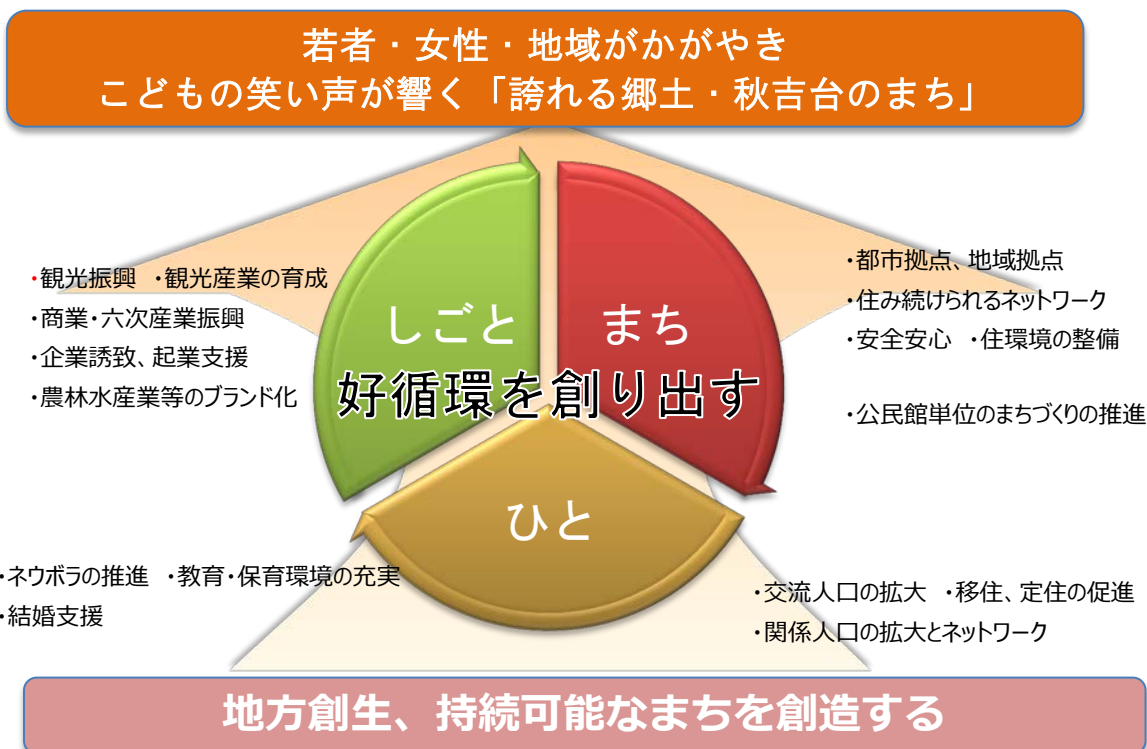 若者・女性・地域がかがやき
こどもの笑い声が響く「誇れる郷土・秋吉台のまち」
・観光振興 ・観光産業の育成
・商業・六次産業振興
・企業誘致、起業支援
・農林水産業等のブランド化
・都市拠点、地域拠点
・住み続けられるネットワーク
・安全安心 ・住環境の整備
・公民館単位のまちづくりの推進
しごと
まち
好循環を創り出す
ひと
・ネウボラの推進 ・教育・保育環境の充実
・結婚支援
・交流人口の拡大 ・移住、定住の促進
・関係人口の拡大とネットワーク
地方創生、持続可能なまちを創造する